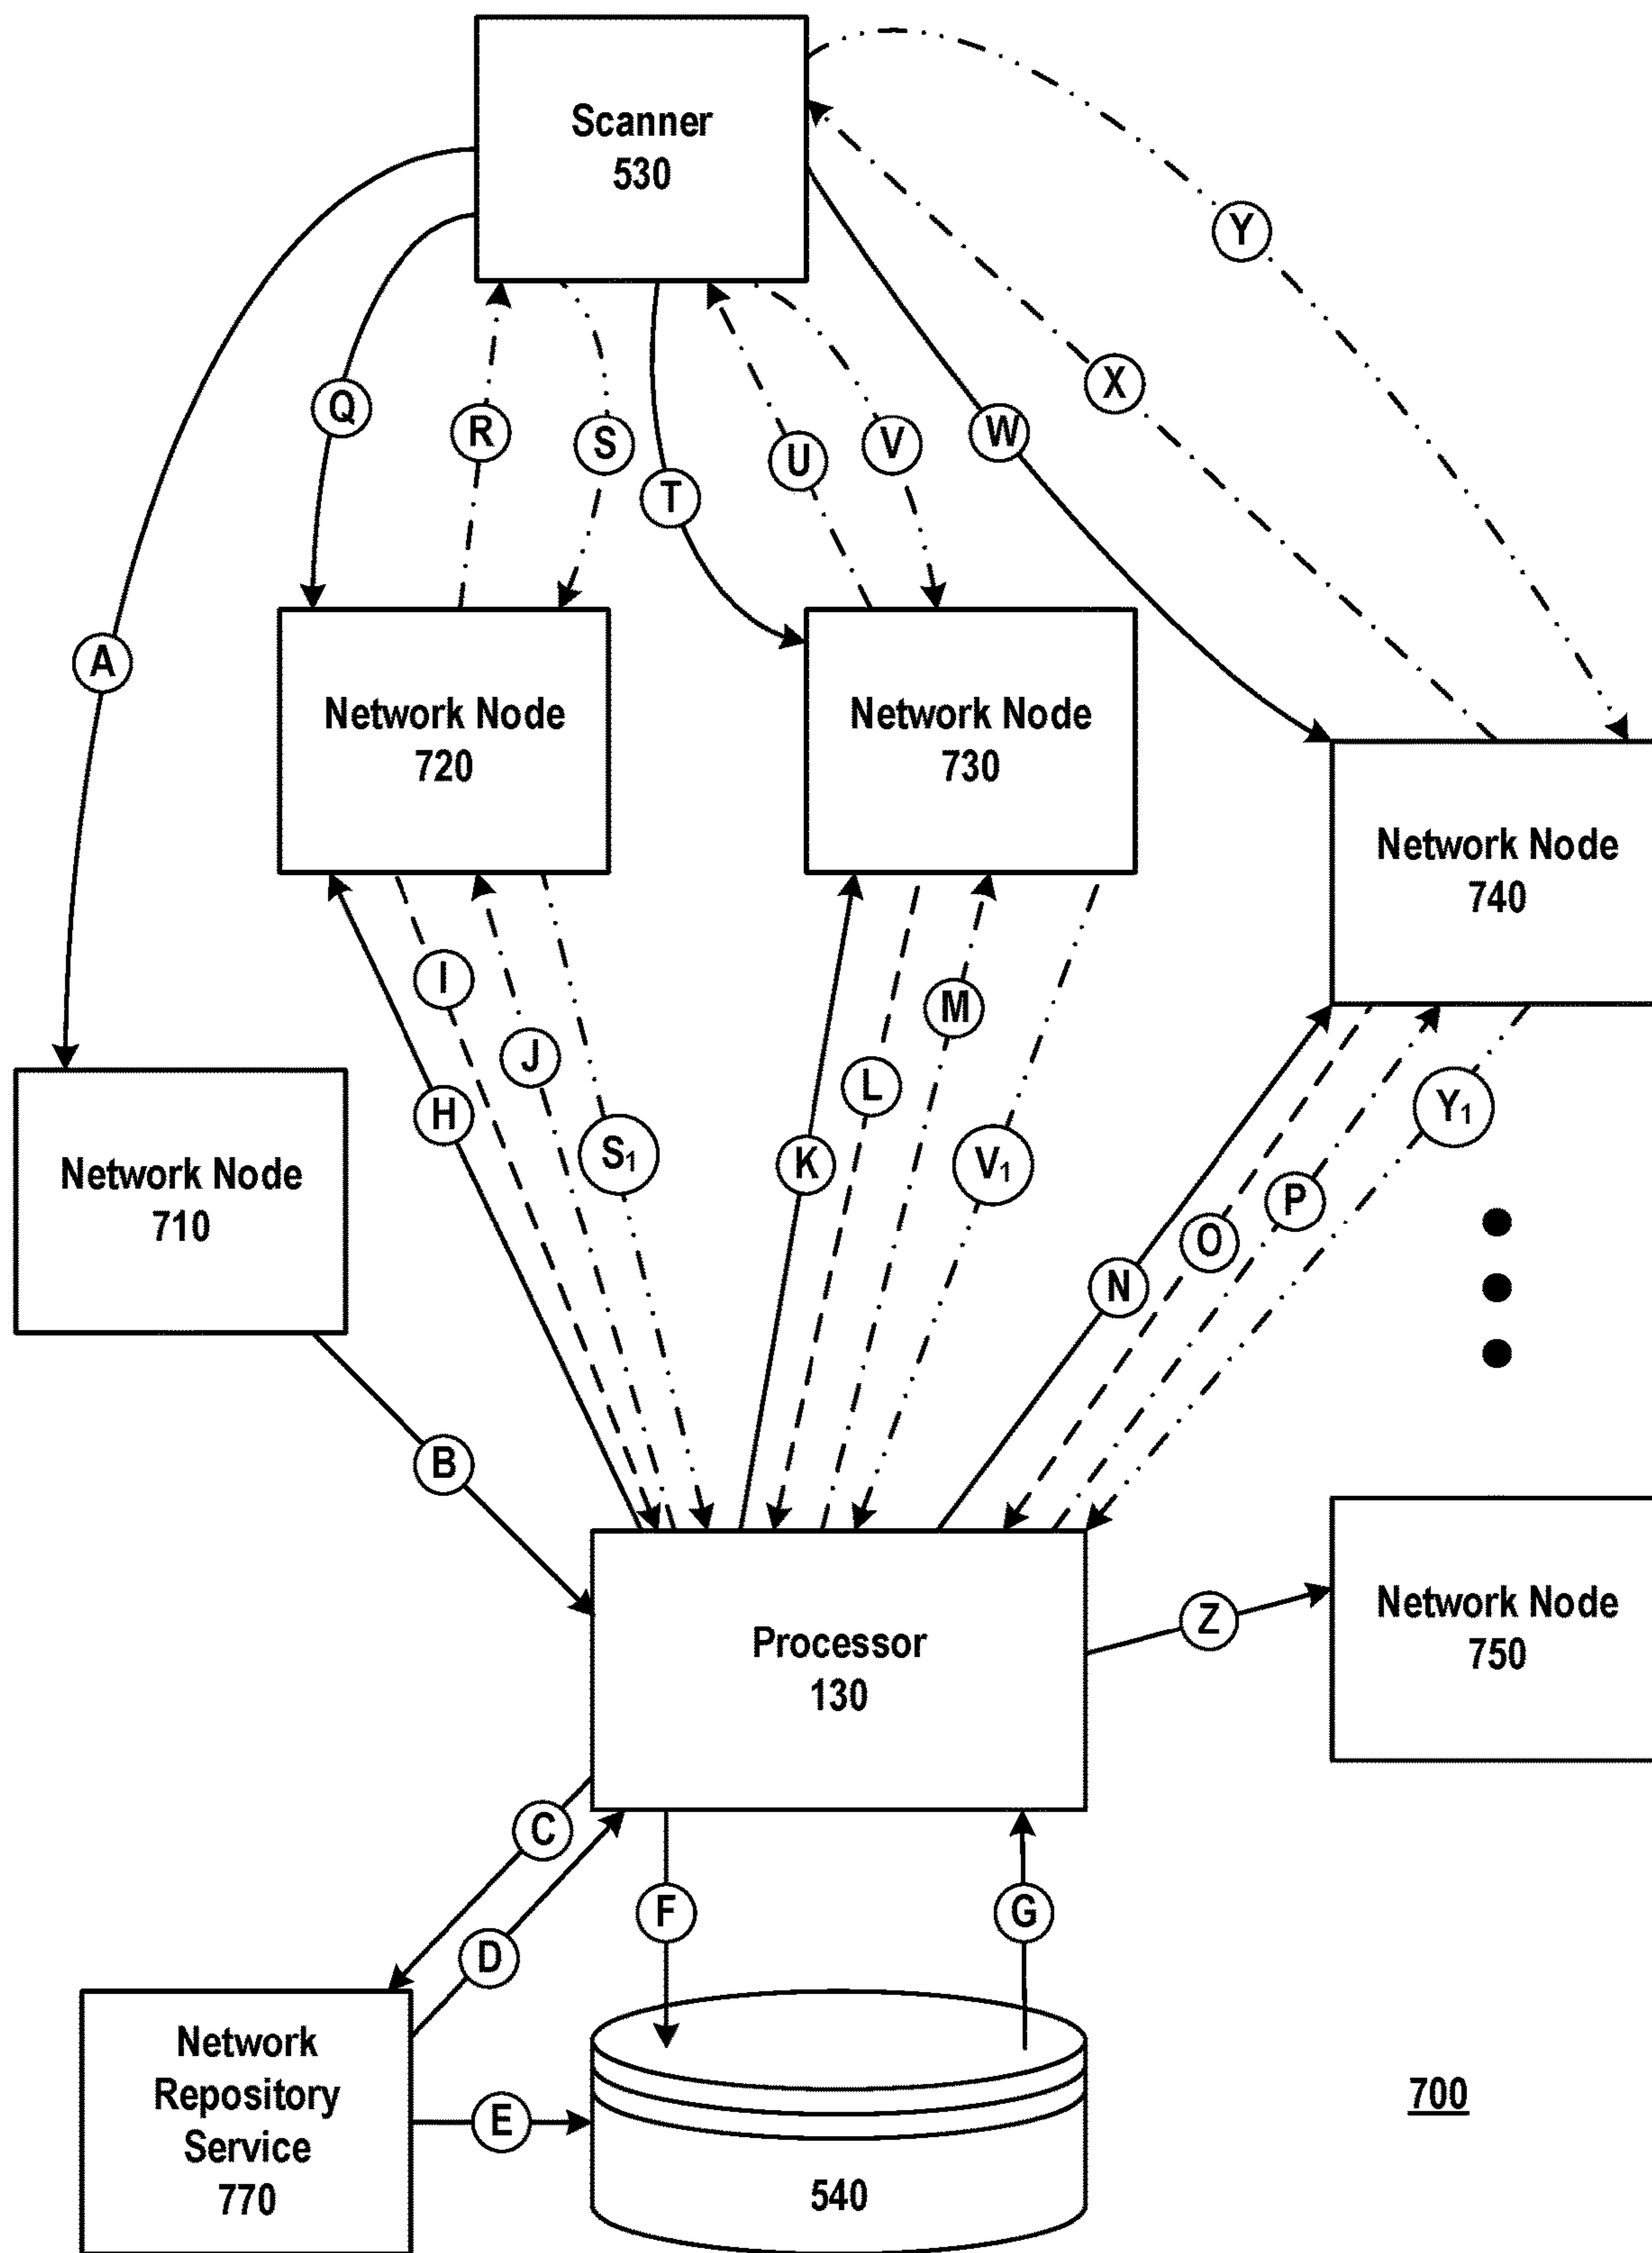 Scanner
530
Y
X
Q
R
S
W
U
V
T
A
Network Node
720
Network Node
730
Network Node
740
I
M
J
L
H
Y1
S1
K
V1
P
Network Node
710
O
N
B
Network Node
750
Z
Processor
130
C
F
G
D
Network
Repository
Service
770
E
540
700